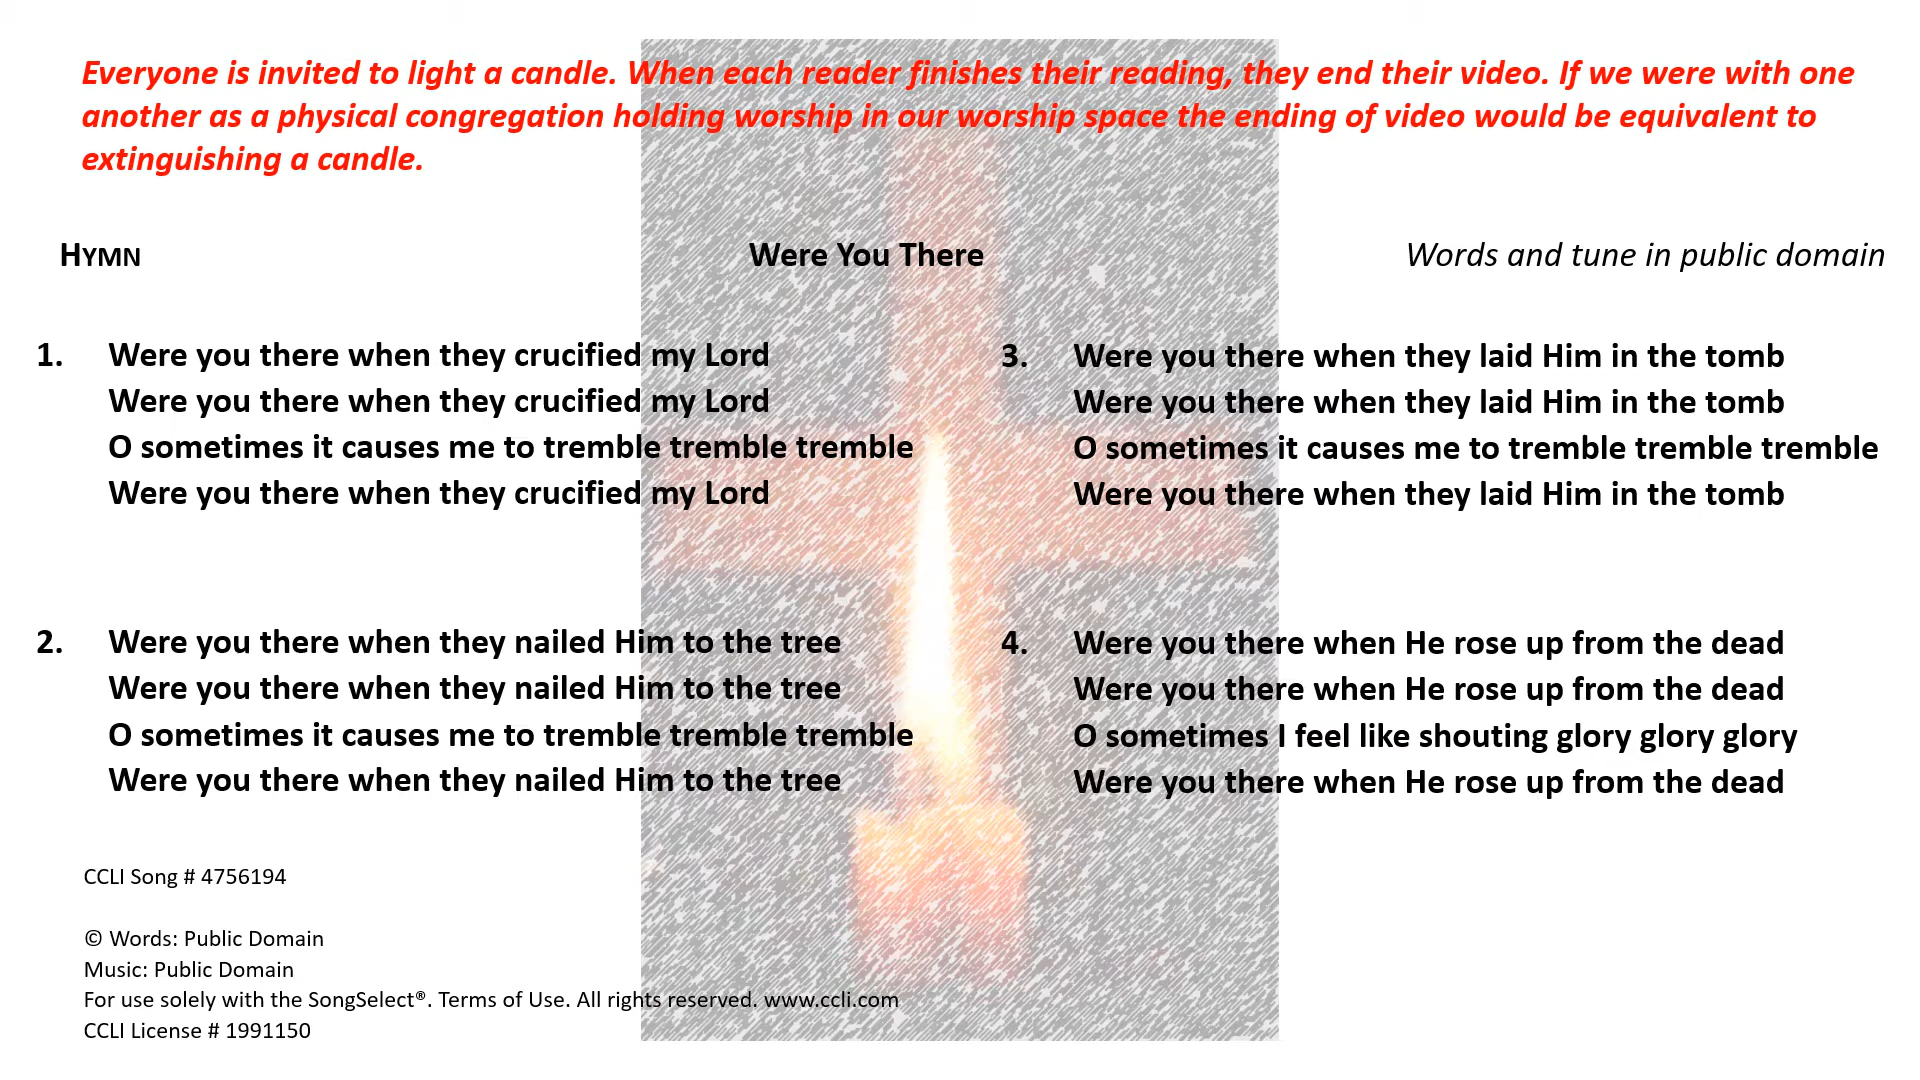 Everyone is invited to light a candle. When each reader finishes their reading, they end their video. If we were with one
another as a physical congregation holding worship in our worship space the ending of video would be equivalent to
extinguishing a candle.
HYMN Were You There Words and tune in public domain
1. Were you there when they crucified my Lord
Were you there when they crucified my Lord
O sometimes it causes me to tremble tremble tremble
Were you there when they crucified my Lord
2. Were you there when they nailed Him to the tree
Were you there when they nailed Him to the tree
O sometimes it causes me to tremble tremble tremble
Were you there when they nailed Him to the tree
3. Were you there when they laid Him in the tomb
Were you there when they laid Him in the tomb
O sometimes it causes me to tremble tremble tremble
Were you there when they laid Him in the tomb
4. Were you there when He rose up from the dead
Were you there when He rose up from the dead
O sometimes I feel like shouting glory glory glory
Were you there when He rose up from the dead
CCLI Song # 4756194
© Words: Public Domain
Music: Public Domain
For use solely with the SongSelect®. Terms of Use. All rights reserved. www.ccli.com
CCLI License # 1991150